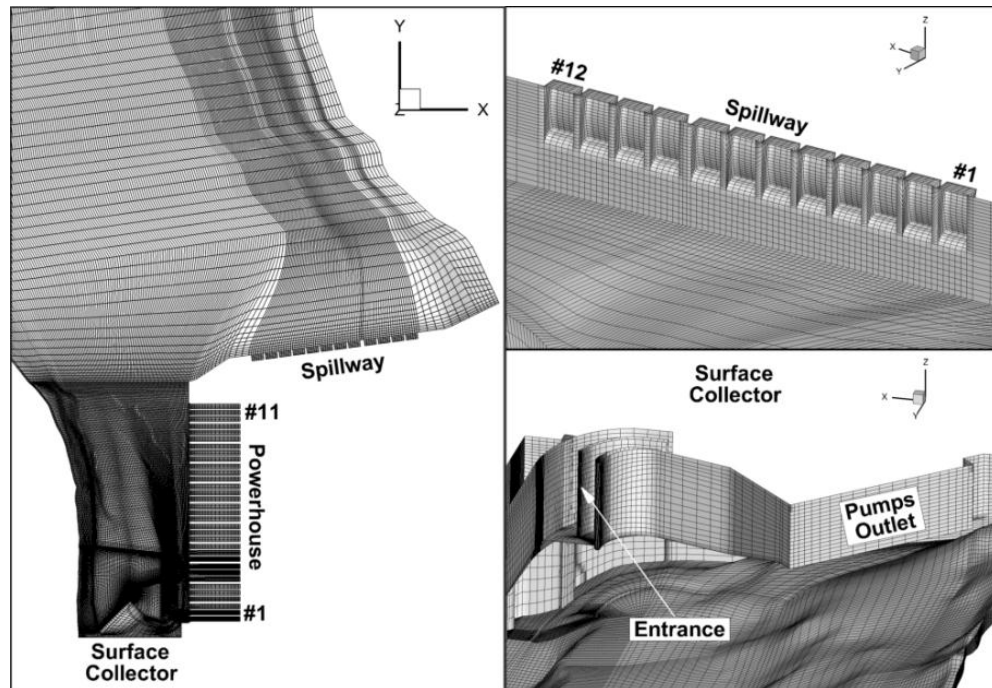 Y
Z
X
Spillway
#11
Powerhouse
#1
Surface
Collector
Z
X
Y
#12
Spillway
#1
Surface
Collector
Z
X
Y
Pumps
Outlet
Entrance